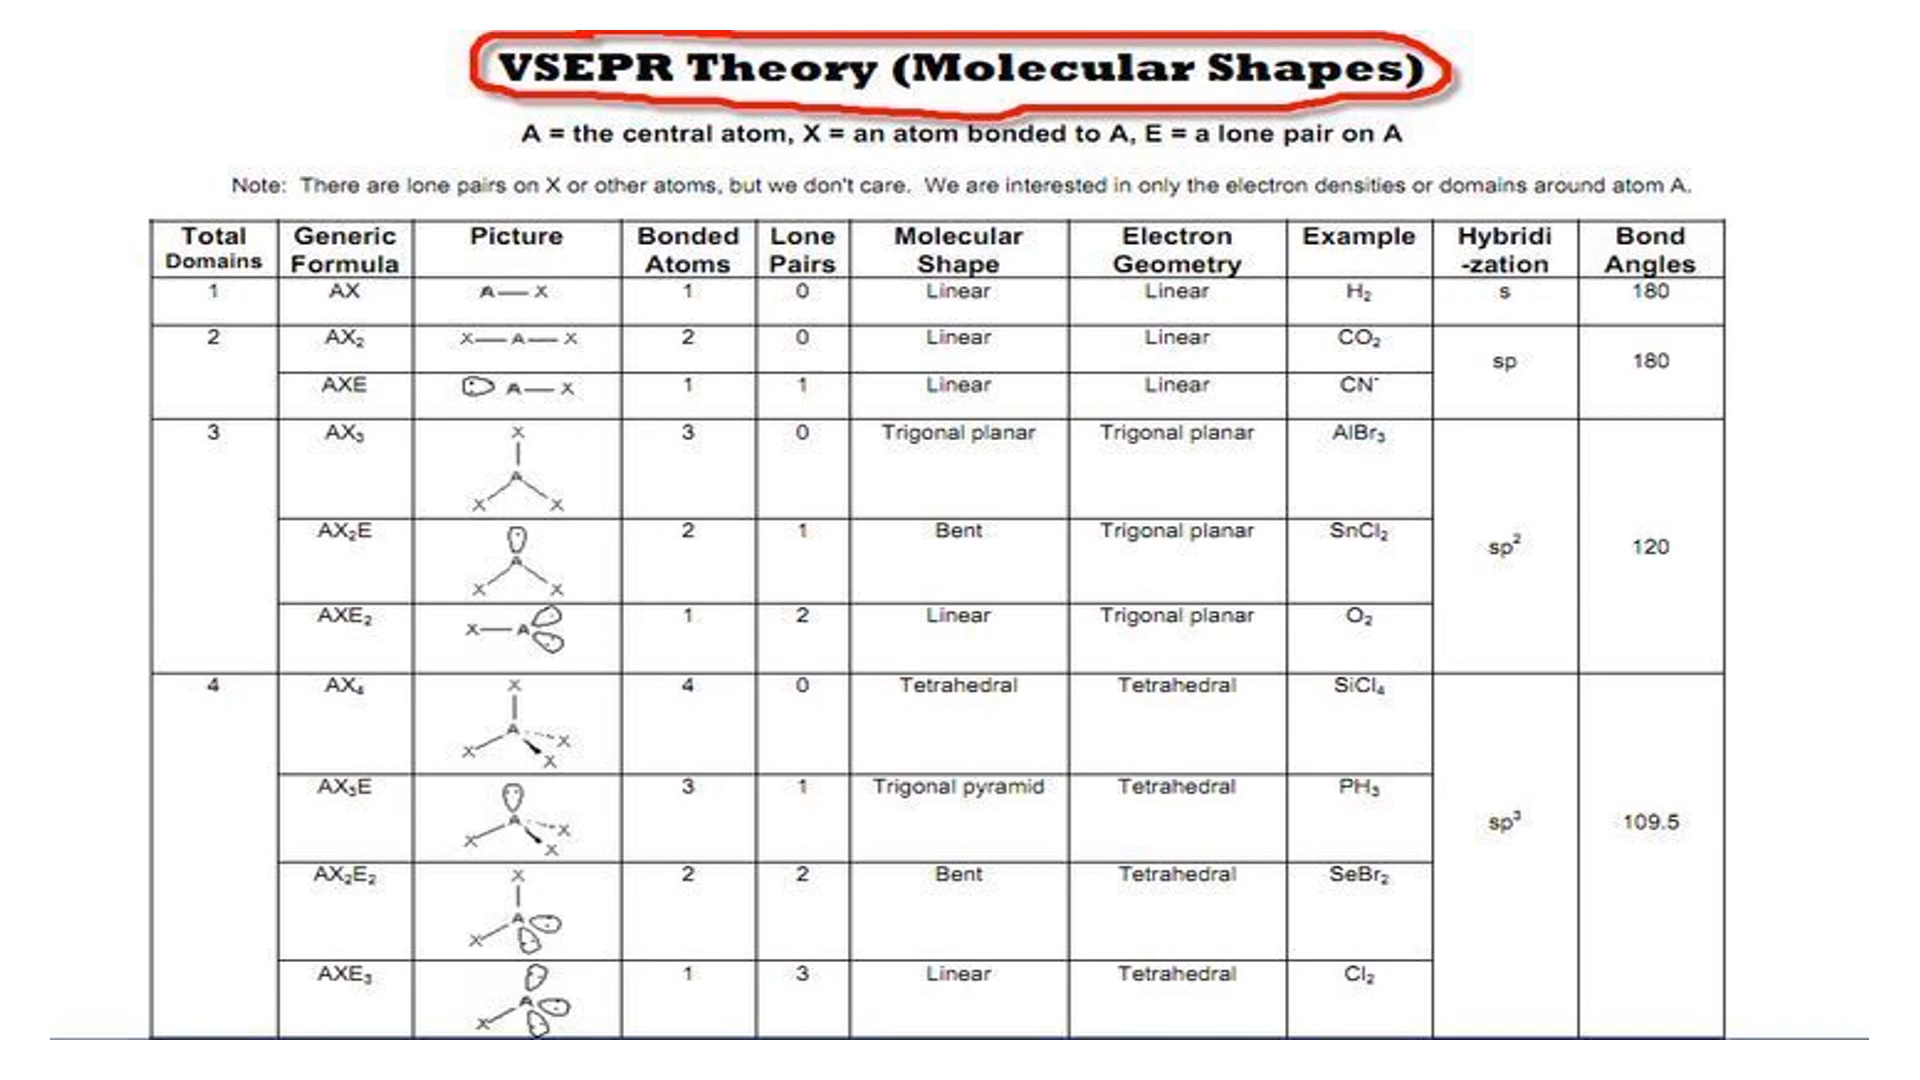 VSEPR Theory (Molecular Shapes)
A = the central atom, X = an atom bonded to A, E = a lone pair on A
Note: There are lone pairs on X or other atoms, but we don't care. We are interested in only the electron densities or domains around atom A.
Total Domains | Generic Formula | Picture | Bonded Atoms | Lone Pairs | Molecular Shape | Electron Geometry | Example | Hybridi -zation | Bond Angles
1 | AX | A—X | 1 | 0 | Linear | Linear | H₂ | s | 180
2 | AX₂ | X—A—X | 2 | 0 | Linear | Linear | CO₂ | sp | 180
AXE | A—X | 1 | 1 | Linear | Linear | CN⁻
3 | AX₃ | X A X X | 3 | 0 | Trigonal planar | Trigonal planar | AlBr₃ | sp² | 120
AX₂E | A X X | 2 | 1 | Bent | Trigonal planar | SnCl₂
AXE₂ | X—A | 1 | 2 | Linear | Trigonal planar | O₂
4 | AX₄ | X A X X X | 4 | 0 | Tetrahedral | Tetrahedral | SiCl₄ | sp³ | 109.5
AX₃E | A X X X | 3 | 1 | Trigonal pyramid | Tetrahedral | PH₃
AX₂E₂ | X A X | 2 | 2 | Bent | Tetrahedral | SeBr₂
AXE₃ | A X | 1 | 3 | Linear | Tetrahedral | Cl₂